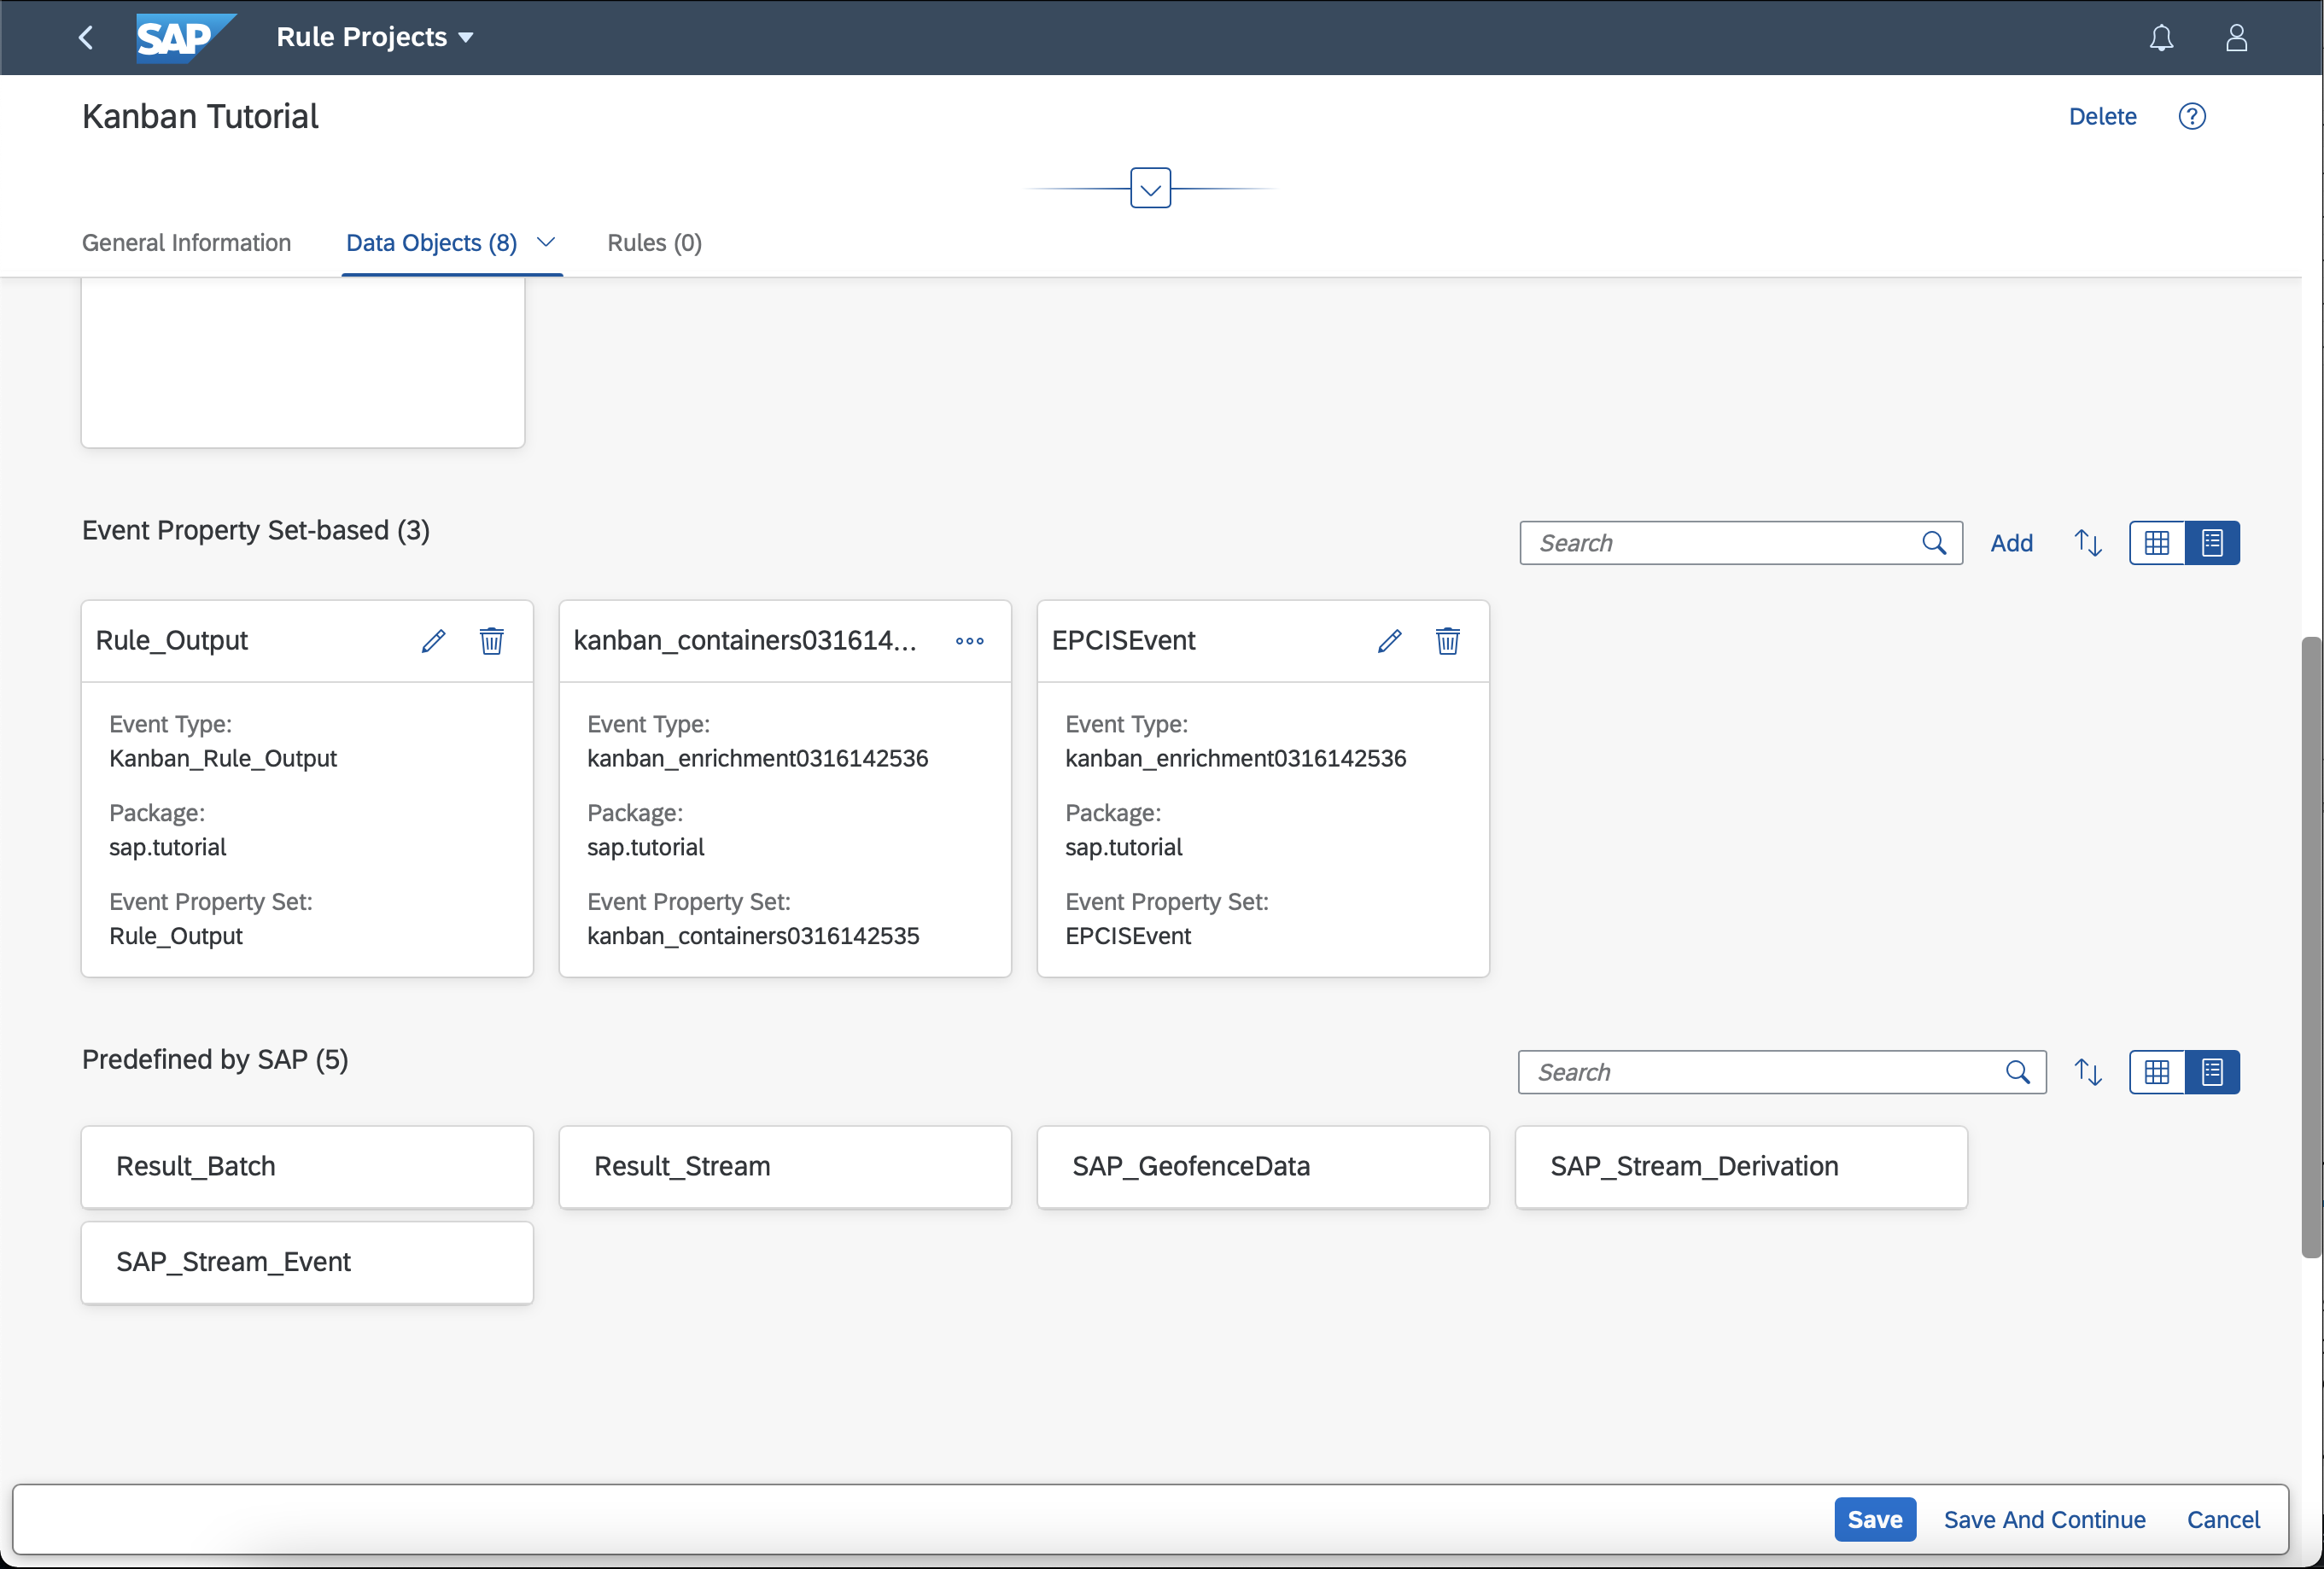 SAP Rule Projects
Kanban Tutorial
Delete
General Information
Data Objects (8)
Rules (0)
Event Property Set-based (3)
Search
Add
Rule_Output
Event Type:
Kanban_Rule_Output
Package:
sap.tutorial
Event Property Set:
Rule_Output
kanban_containers031614...
Event Type:
kanban_enrichment0316142536
Package:
sap.tutorial
Event Property Set:
kanban_containers0316142535
EPCISEvent
Event Type:
kanban_enrichment0316142536
Package:
sap.tutorial
Event Property Set:
EPCISEvent
Predefined by SAP (5)
Search
Result_Batch
Result_Stream
SAP_GeofenceData
SAP_Stream_Derivation
SAP_Stream_Event
Save
Save And Continue
Cancel